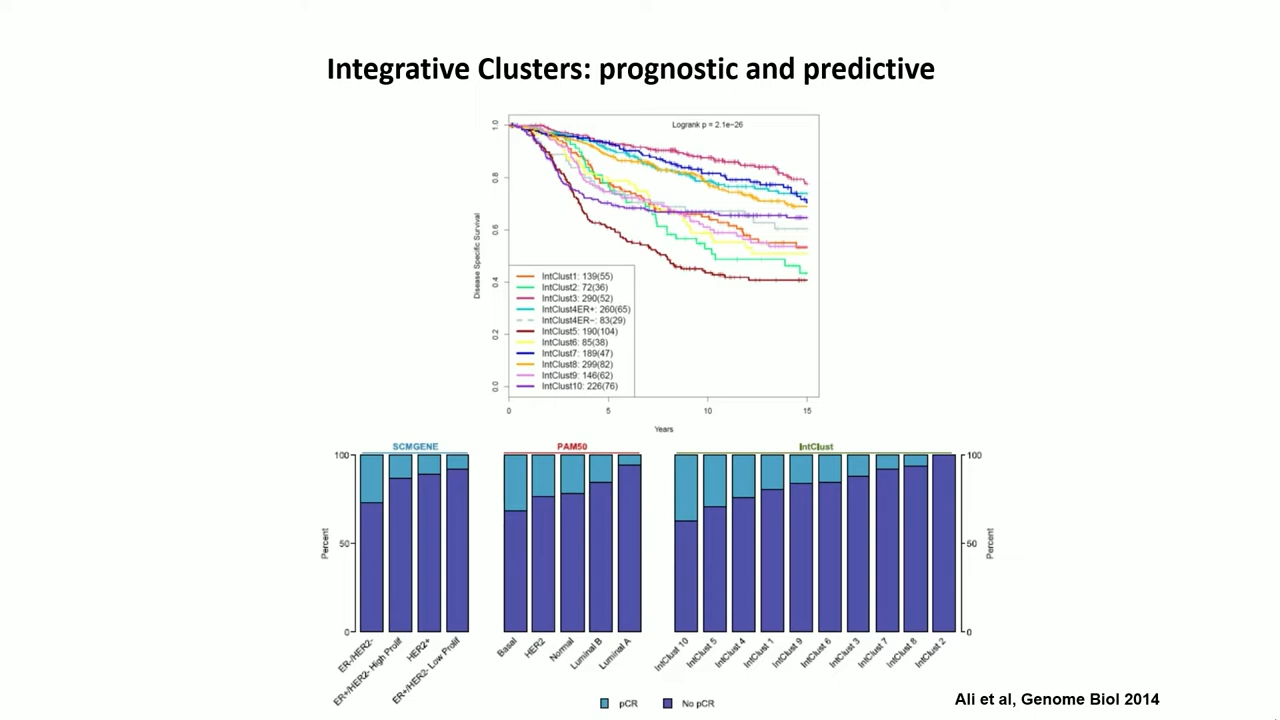 Integrative Clusters: prognostic and predictive
Logrank p = 2.1e-26
Disease Specific Survival
1.0
0.8
0.6
0.4
0.2
0.0
IntClust1: 139(55)
IntClust2: 72(36)
IntClust3: 290(52)
IntClust4ER+: 260(65)
IntClust4ER-: 83(29)
IntClust5: 190(104)
IntClust6: 85(38)
IntClust7: 189(47)
IntClust8: 299(82)
IntClust9: 146(62)
IntClust10: 226(76)
0 5 10 15
Years
SCMGENE PAM50 IntClust
100 100
50 50
0 0
Percent Percent
ER-/HER2-
ER+/HER2- High Prolif
HER2+
ER+/HER2- Low Prolif
Basal
HER2
Normal
Luminal B
Luminal A
IntClust 10
IntClust 5
IntClust 4
IntClust 1
IntClust 9
IntClust 6
IntClust 3
IntClust 7
IntClust 8
IntClust 2
pCR No pCR
Ali et al, Genome Biol 2014